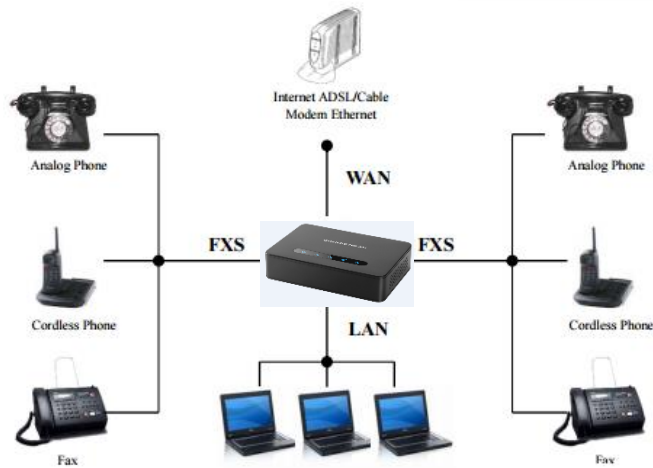 Internet ADSL/Cable
Modem Ethernet
Analog Phone
Analog Phone
WAN
FXS
FXS
Cordless Phone
Cordless Phone
LAN
Fax
Fax